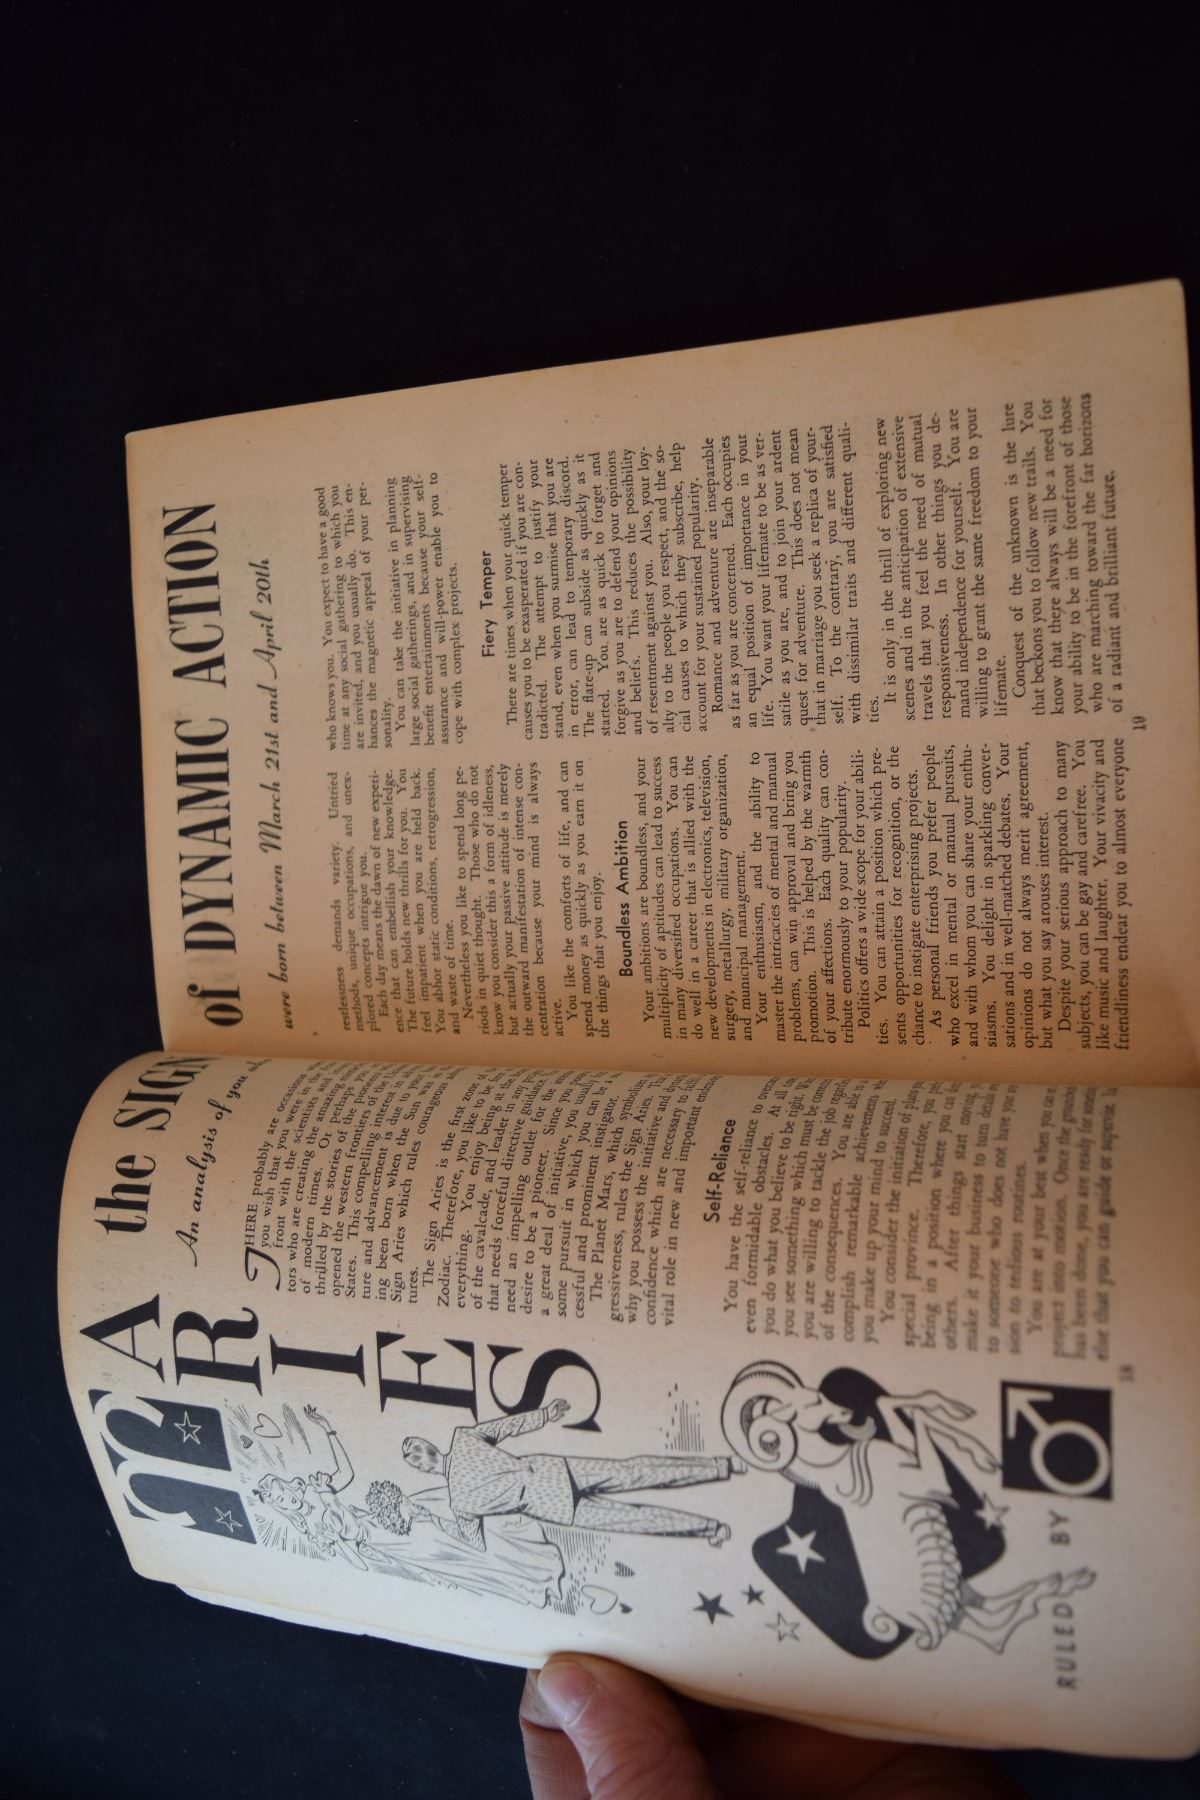 ARIES
the SIGN
An analysis of you who
THERE probably are occasions
you wish that you were in the
front with the scientists and
tors who are creating the amazing
of modern times. Or, perhaps
thrilled by the stories of the
opened the western frontiers of the
States. This compelling interest
ture and advancement is due to
ing been born when the Sun was in
Sign Aries which rules courageous
tures.
The Sign Aries is the first zone of
Zodiac. Therefore, you like to be
everything. You enjoy being at the
of the cavalcade, and leader in any
that needs forceful directive guidance.
need an impelling outlet for the
desire to be a pioneer. Since you
a great deal of initiative, you usually
some pursuit in which you can be a
cessful and prominent instigator.
The Planet Mars, which symbolizes
gressiveness, rules the Sign Aries.
why you possess the initiative and
confidence which are necessary to
vital role in new and important endeavors.
Self-Reliance
You have the self-reliance to
even formidable obstacles. At all
you do what you believe to be right.
you see something which must be
you are willing to tackle the job
of the consequences. You are able to
complish remarkable achievements
you make up your mind to succeed.
You consider the initiation of plans
special province. Therefore, you
being in a position where you can
others. After things start moving,
make it your business to turn details
to someone who does not have your
sion to tedious routines.
You are at your best when you can
project into motion. Once the
has been done, you are ready for
else that you can guide or supervise.
18
RULED BY
of DYNAMIC ACTION
were born between March 21st and April 20th
restlessness demands variety. Untried
methods, unique occupations, and unex-
plored concepts intrigue you.
Each day means the dawn of new experi-
ence that can embellish your knowledge.
The future holds new thrills for you. You
feel impatient when you are held back.
You abhor static conditions, retrogression,
and waste of time.
Nevertheless you like to spend long pe-
riods in quiet thought. Those who do not
know you consider this a form of idleness,
but actually your passive attitude is merely
the outward manifestation of intense con-
centration because your mind is always
active.
You like the comforts of life, and can
spend money as quickly as you earn it on
the things that you enjoy.
Boundless Ambition
Your ambitions are boundless, and your
multiplicity of aptitudes can lead to success
in many diversified occupations. You can
do well in a career that is allied with the
new developments in electronics, television,
surgery, metallurgy, military organization,
and municipal management.
Your enthusiasm, and the ability to
master the intricacies of mental and manual
problems, can win approval and bring you
promotion. This is helped by the warmth
of your affections. Each quality can con-
tribute enormously to your popularity.
Politics offers a wide scope for your abili-
ties. You can attain a position which pre-
sents opportunities for recognition, or the
chance to instigate enterprising projects.
As personal friends you prefer people
who excel in mental or manual pursuits,
and with whom you can share your enthu-
siasms. You delight in sparkling conver-
sations and in well-matched debates. Your
opinions do not always merit agreement,
but what you say arouses interest.
Despite your serious approach to many
subjects, you can be gay and carefree. You
like music and laughter. Your vivacity and
friendliness endear you to almost everyone
who knows you. You expect to have a good
time at any social gathering to which you
are invited, and you usually do. This en-
hances the magnetic appeal of your per-
sonality.
You can take the initiative in planning
large social gatherings, and in supervising
benefit entertainments because your self-
assurance and will-power enable you to
cope with complex projects.
Fiery Temper
There are times when your quick temper
causes you to be exasperated if you are con-
tradicted. The attempt to justify your
stand, even when you surmise that you are
in error, can lead to temporary discord.
The flare-up can subside as quickly as it
started. You are as quick to forget and
forgive as you are to defend your opinions
and beliefs. This reduces the possibility
of resentment against you. Also, your loy-
alty to the people you respect, and the so-
cial causes to which they subscribe, help
account for your sustained popularity.
Romance and adventure are inseparable
as far as you are concerned. Each occupies
an equal position of importance in your
life. You want your lifemate to be as ver-
satile as you are, and to join your ardent
quest for adventure. This does not mean
that in marriage you seek a replica of your-
self. To the contrary, you are satisfied
with dissimilar traits and different quali-
ties.
It is only in the thrill of exploring new
scenes and in the anticipation of extensive
travels that you feel the need of mutual
responsiveness. In other things you de-
mand independence for yourself. You are
willing to grant the same freedom to your
lifemate.
Conquest of the unknown is the lure
that beckons you to follow new trails. You
know that there always will be a need for
your ability to be in the forefront of those
who are marching toward the far horizons
of a radiant and brilliant future.
19